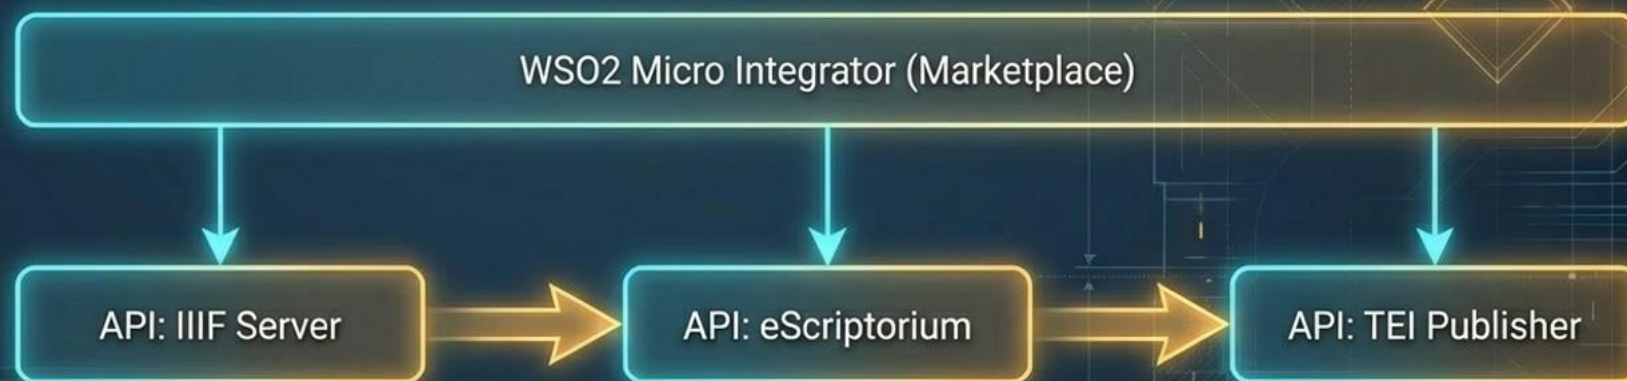 WSO2 Micro Integrator (Marketplace)
API: IIIF Server
API: eScriptorium
API: TEI Publisher